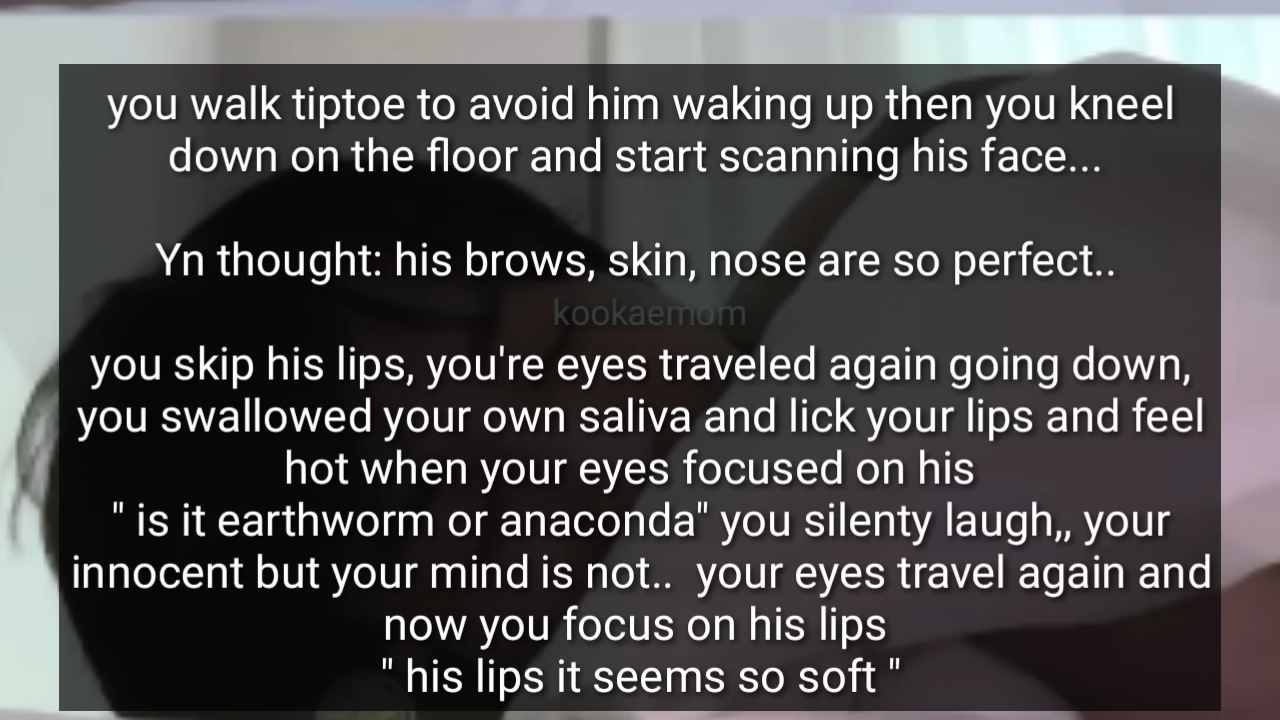 you walk tiptoe to avoid him waking up then you kneel
down on the floor and start scanning his face...
Yn thought: his brows, skin, nose are so perfect..
kookaemom
you skip his lips, you're eyes traveled again going down,
you swallowed your own saliva and lick your lips and feel
hot when your eyes focused on his
" is it earthworm or anaconda" you silenty laugh,, your
innocent but your mind is not.. your eyes travel again and
now you focus on his lips
" his lips it seems so soft "